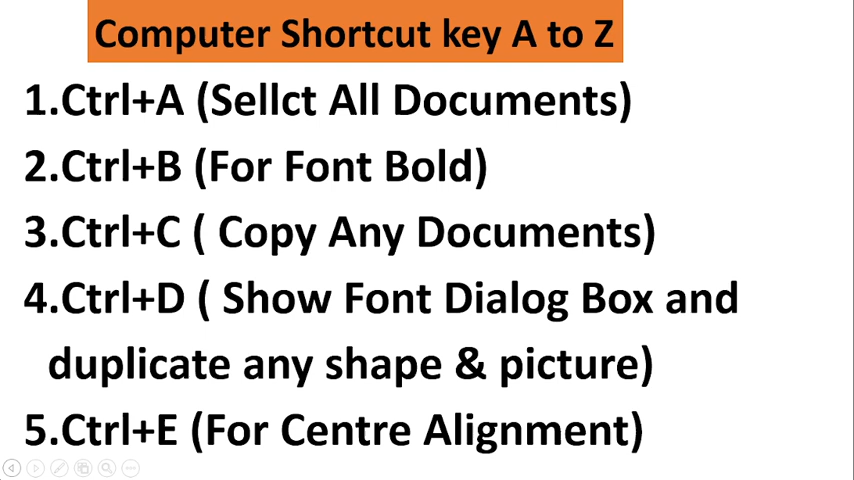 Computer Shortcut key A to Z
1.Ctrl+A (Sellct All Documents)
2.Ctrl+B (For Font Bold)
3.Ctrl+C ( Copy Any Documents)
4.Ctrl+D ( Show Font Dialog Box and
duplicate any shape & picture)
5.Ctrl+E (For Centre Alignment)